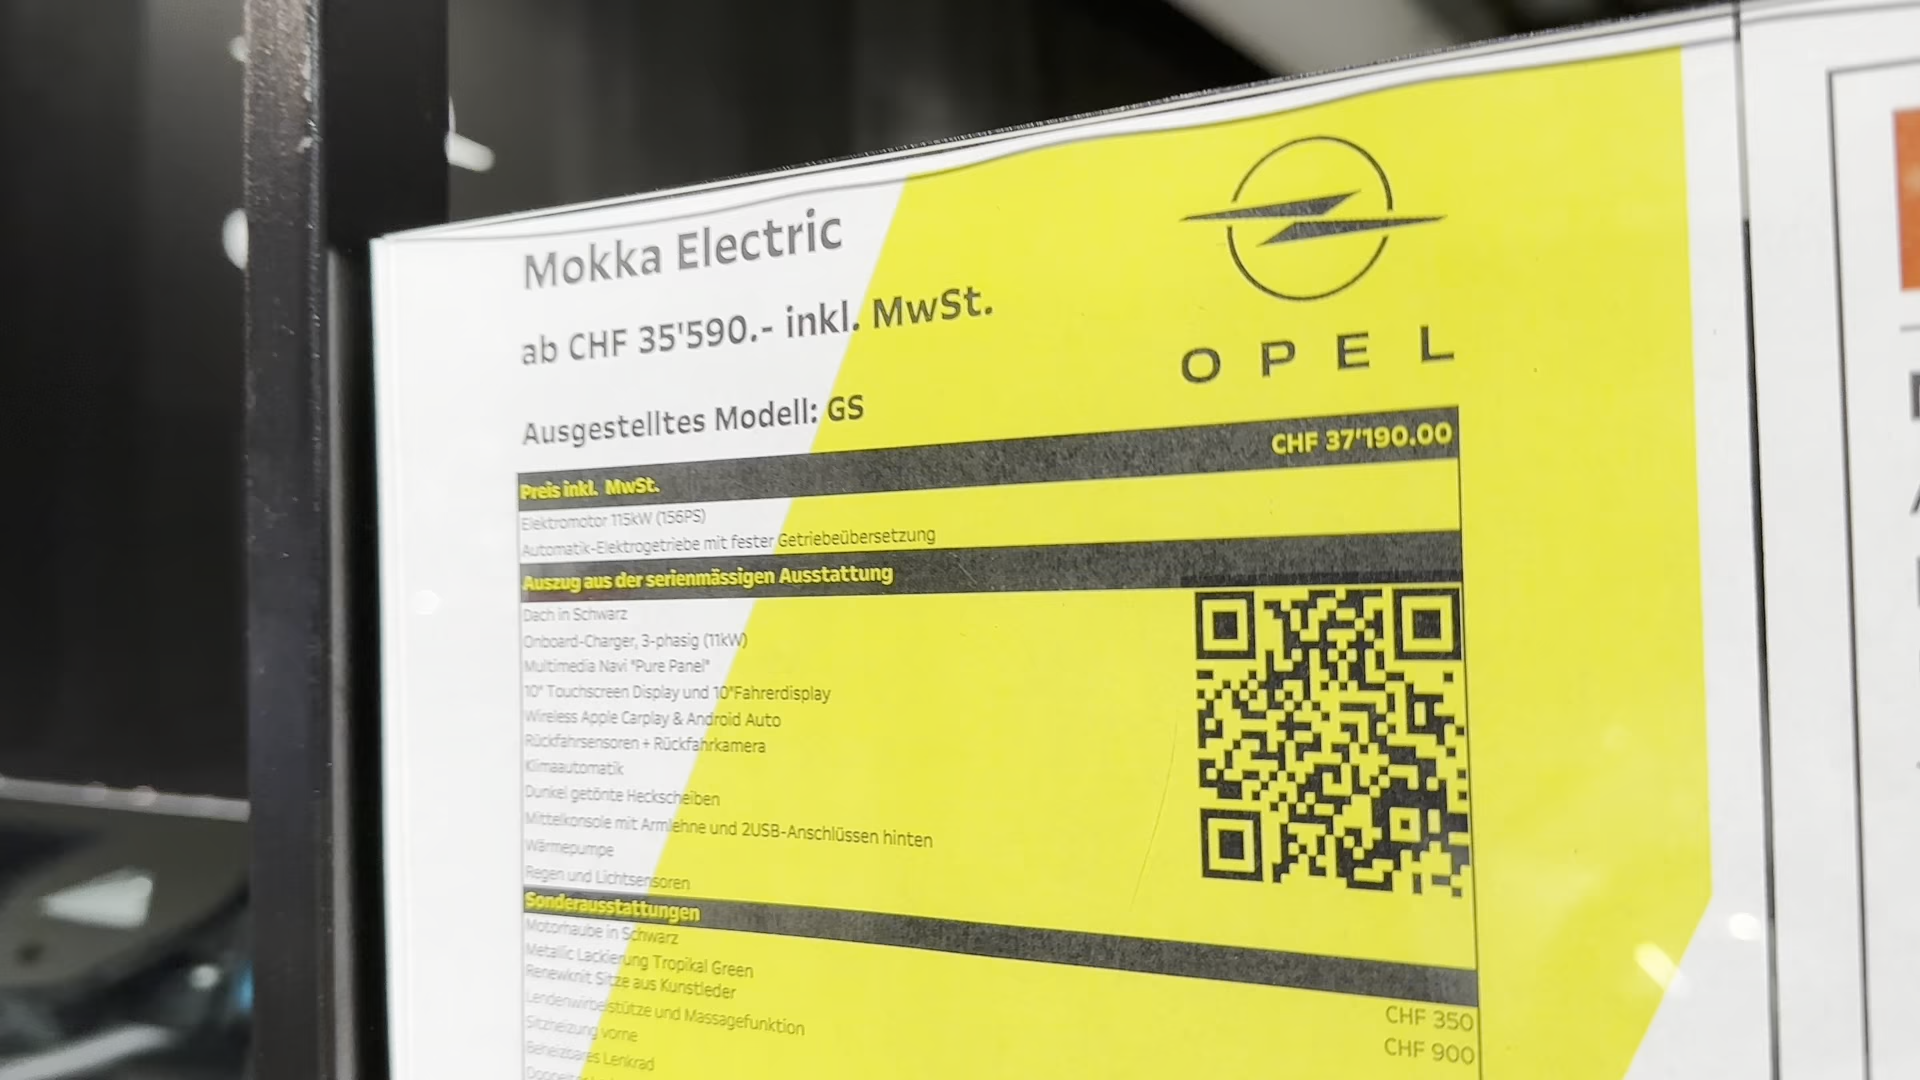 Mokka Electric
ab CHF 35'590.- inkl. MwSt.
OPEL
Ausgestelltes Modell: GS
Preis inkl. MwSt. CHF 37'190.00
Elektromotor 115kW (156PS)
Automatik-Elektrogetriebe mit fester Getriebeübersetzung
Auszug aus der serienmässigen Ausstattung
Dach in Schwarz
Onboard-Charger, 3-phasig (11kW)
Multimedia Navi "Pure Panel"
10" Touchscreen Display und 10"Fahrerdisplay
Wireless Apple Carplay & Android Auto
Rückfahrsensoren + Rückfahrkamera
Klimaautomatik
Dunkel getönte Heckscheiben
Mittelkonsole mit Armlehne und 2USB-Anschlüssen hinten
Wärmepumpe
Regen und Lichtsensoren
Sonderausstattungen
Motorhaube in Schwarz CHF 350
Metallic Lackierung Tropikal Green CHF 900
Renewknit Sitze aus Kunstleder
Lendenwirbelstütze und Massagefunktion
Sitzheizung vorne
Beheizbares Lenkrad